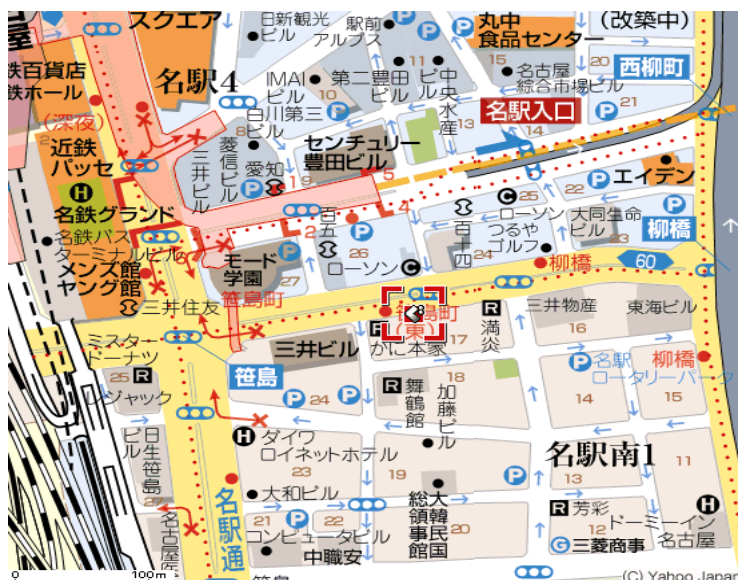 スクエア
日新観光
ビル
駅前
アルプス
丸中
食品センター
(改築中)
西柳町
鉄百貨店
鉄ホール
名駅4
IMAI
ビル
第二豊田
ビル
中央水産
名古屋
綜合市場ビル
名駅入口
(深夜)
白川第三
ビル
近鉄
パッセ
三井ビル
菱信ビル
愛知
センチュリー
豊田ビル
エイデン
名鉄グランド
名鉄バス
ターミナルビル
百五
百十四
ローソン
つるや
ゴルフ
大同生命
ビル
柳橋
メンズ館
ヤング館
モード
学園
ローソン
柳橋
60
笹島町
三井住友
(東)
かに本家
満炎
三井物産
東海ビル
ミスター
ドーナツ
三井ビル
笹島
名駅
ロータリーパーク
柳橋
レジャック
舞鶴館
加藤ビル
日生笹島
ビル
ダイワ
ロイネットホテル
名駅南1
名駅通
大和ビル
大韓民国
総領事館
芳彩
ドーミーイン
名古屋
コンピュータビル
中職安
三菱商事
0
100m
(C) Yahoo Japan